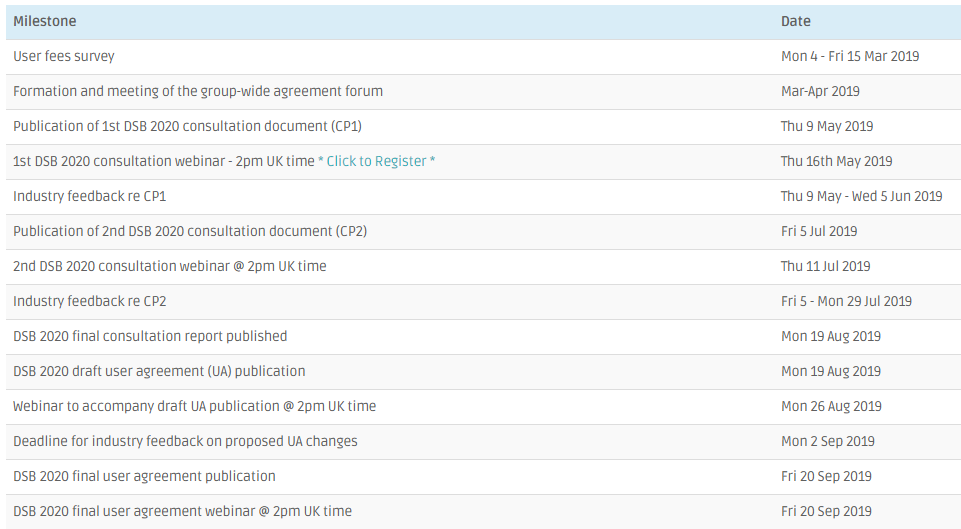 Milestone Date
User fees survey Mon 4 - Fri 15 Mar 2019
Formation and meeting of the group-wide agreement forum Mar-Apr 2019
Publication of 1st DSB 2020 consultation document (CP1) Thu 9 May 2019
1st DSB 2020 consultation webinar - 2pm UK time * Click to Register * Thu 16th May 2019
Industry feedback re CP1 Thu 9 May - Wed 5 Jun 2019
Publication of 2nd DSB 2020 consultation document (CP2) Fri 5 Jul 2019
2nd DSB 2020 consultation webinar @ 2pm UK time Thu 11 Jul 2019
Industry feedback re CP2 Fri 5 - Mon 29 Jul 2019
DSB 2020 final consultation report published Mon 19 Aug 2019
DSB 2020 draft user agreement (UA) publication Mon 19 Aug 2019
Webinar to accompany draft UA publication @ 2pm UK time Mon 26 Aug 2019
Deadline for industry feedback on proposed UA changes Mon 2 Sep 2019
DSB 2020 final user agreement publication Fri 20 Sep 2019
DSB 2020 final user agreement webinar @ 2pm UK time Fri 20 Sep 2019